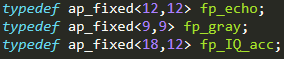 typedef ap_fixed<12,12> fp_echo;
typedef ap_fixed<9,9> fp_gray;
typedef ap_fixed<18,12> fp_IQ_acc;